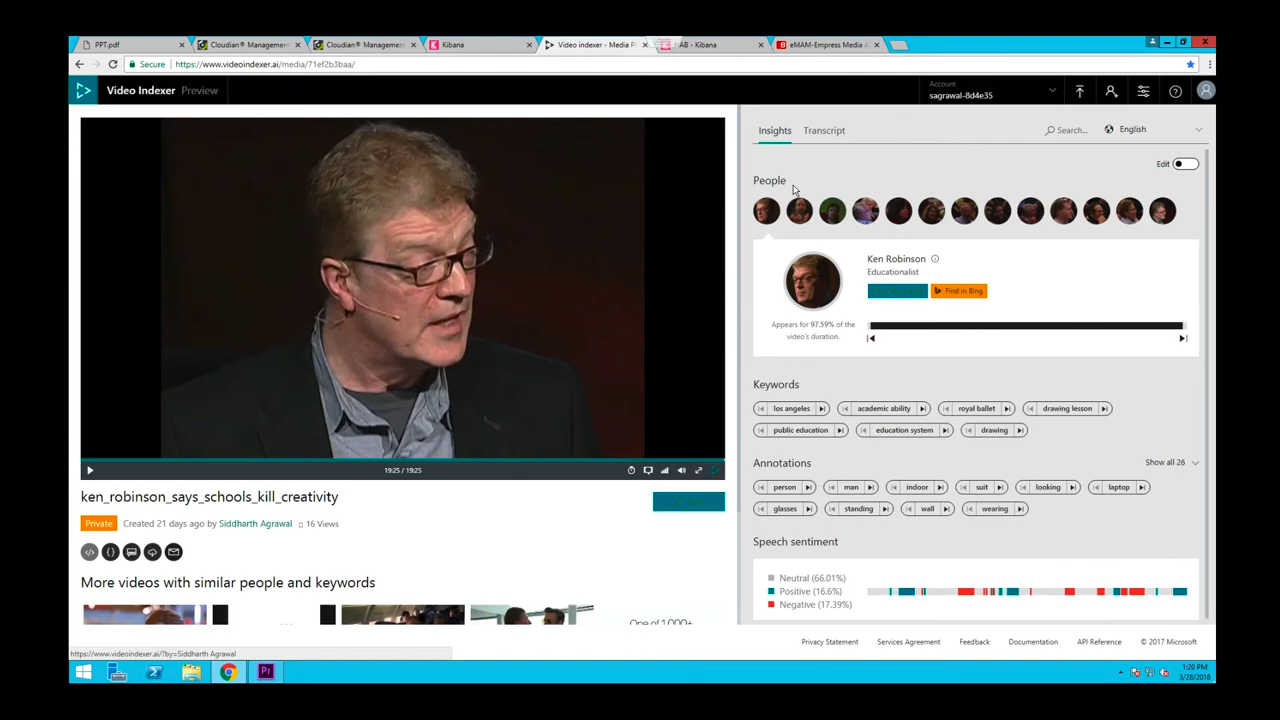 PPT.pdf
Cloudian® Management
Cloudian® Management
Kibana
Video indexer - Media P
AB - Kibana
eMAM-Empress Media A
Secure https://www.videoindexer.ai/media/71ef2b3baa/
Video Indexer Preview
Account
sagrawal-8d4e35
Insights Transcript Search... English
Edit
People
Ken Robinson
Educationalist
Find in Bing
Appears for 97.59% of the
video's duration.
Keywords
los angeles academic ability royal ballet drawing lesson
public education education system drawing
Annotations Show all 26
person man indoor suit looking laptop
glasses standing wall wearing
Speech sentiment
Neutral (66.01%)
Positive (16.6%)
Negative (17.39%)
19:25 / 19:25
ken_robinson_says_schools_kill_creativity
Private Created 21 days ago by Siddharth Agrawal 16 Views
More videos with similar people and keywords
One of 1,000+
Privacy Statement Services Agreement Feedback Documentation API Reference © 2017 Microsoft
https://www.videoindexer.ai/?by=Siddharth Agrawal
Pr
1:20 PM
3/28/2018